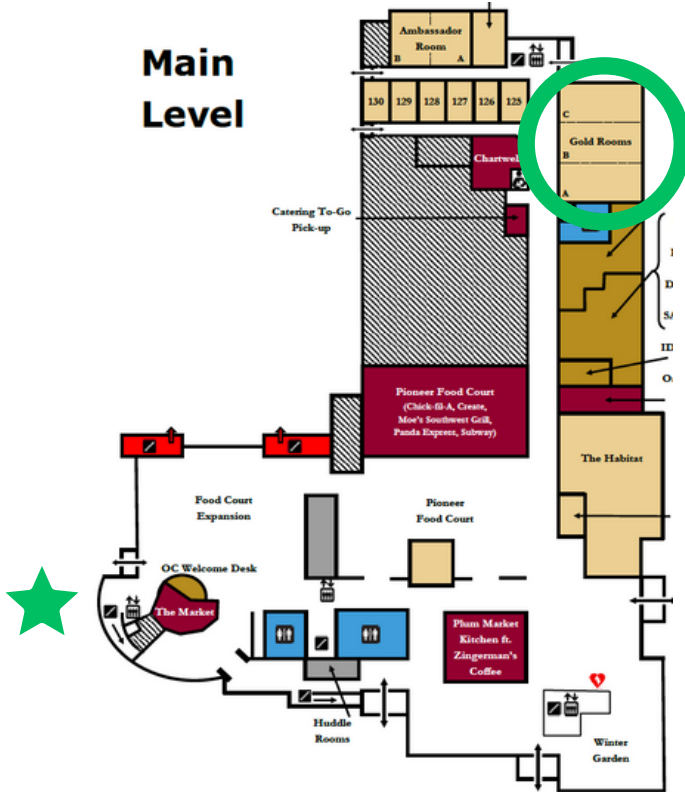 Main
Level
Ambassador
Room
B
A
130
129
128
127
126
125
C
Gold Rooms
B
A
Chartwell
Catering To-Go
Pick-up
D
SA
ID
Pioneer Food Court
(Chick-fil-A, Create,
Moe's Southwest Grill,
Panda Express, Subway)
The Habitat
Food Court
Expansion
Pioneer
Food Court
OC Welcome Desk
The Market
Plum Market
Kitchen ft.
Zingerman's
Coffee
Huddle
Rooms
Winter
Garden